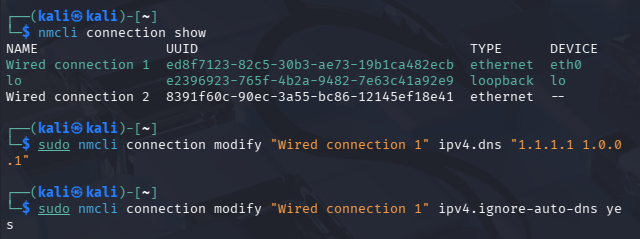 ┌──(kali㉿kali)-[~]
└─$ nmcli connection show
NAME                UUID                                  TYPE      DEVICE
Wired connection 1  ed8f7123-82c5-30b3-ae73-19b1ca482ecb  ethernet  eth0
lo                  e2396923-765f-4b2a-9482-7e63c41a92e9  loopback  lo
Wired connection 2  8391f60c-90ec-3a55-bc86-12145ef18e41  ethernet  --
┌──(kali㉿kali)-[~]
└─$ sudo nmcli connection modify "Wired connection 1" ipv4.dns "1.1.1.1 1.0.0
.1"
┌──(kali㉿kali)-[~]
└─$ sudo nmcli connection modify "Wired connection 1" ipv4.ignore-auto-dns ye
s